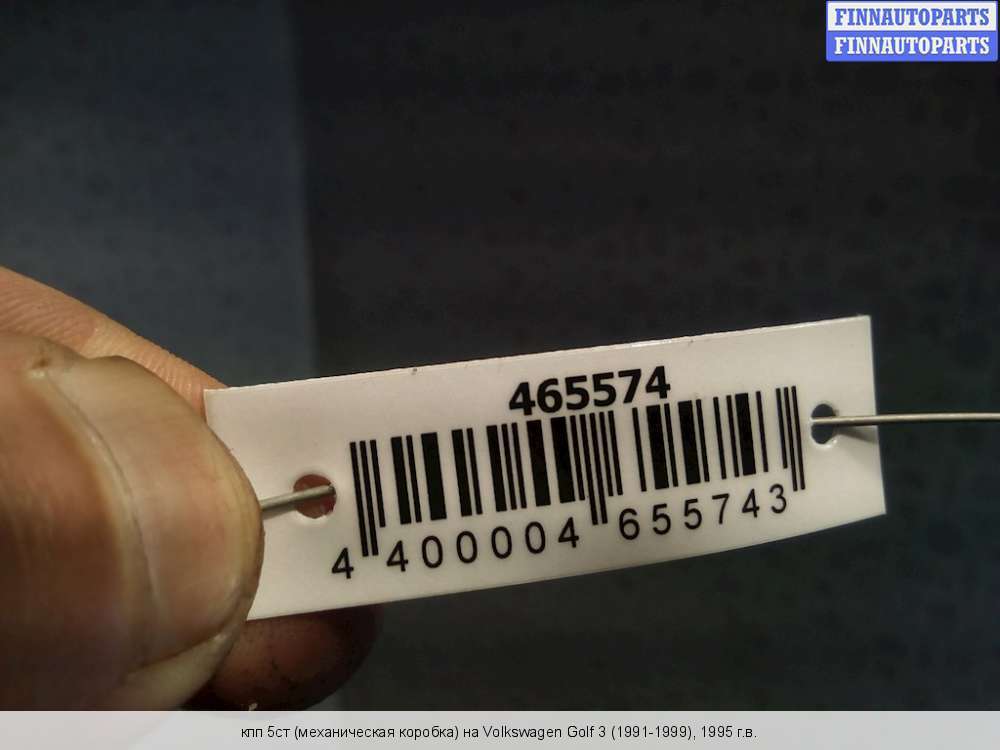 FINNAUTOPARTS
FINNAUTOPARTS
465574
4 400004 655743
кпп 5ст (механическая коробка) на Volkswagen Golf 3 (1991-1999), 1995 г.в.